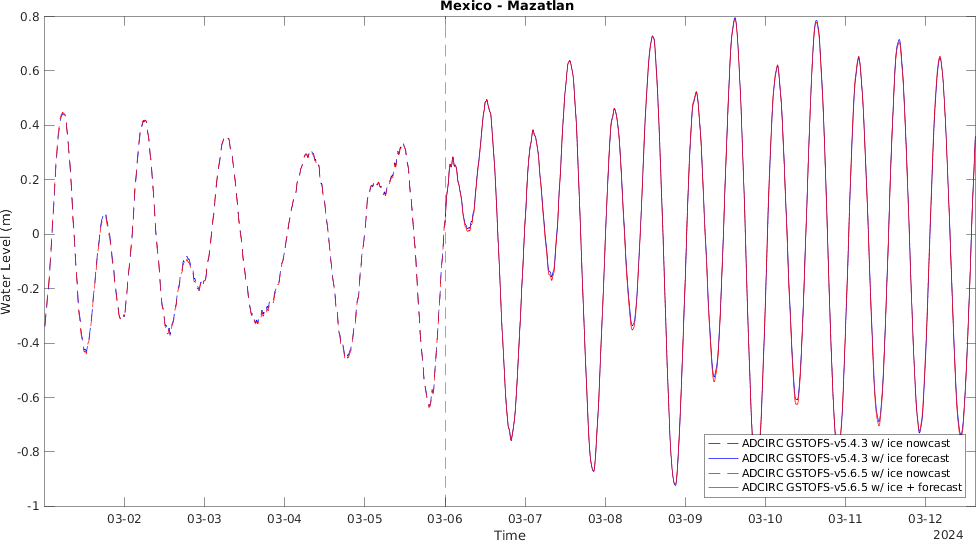 Mexico - Mazatlan
0.8
0.6
0.4
0.2
0
-0.2
-0.4
-0.6
-0.8
-1
Water Level (m)
ADCIRC GSTOFS-v5.4.3 w/ ice nowcast
ADCIRC GSTOFS-v5.4.3 w/ ice forecast
ADCIRC GSTOFS-v5.6.5 w/ ice nowcast
ADCIRC GSTOFS-v5.6.5 w/ ice + forecast
03-02 03-03 03-04 03-05 03-06 03-07 03-08 03-09 03-10 03-11 03-12
Time
2024